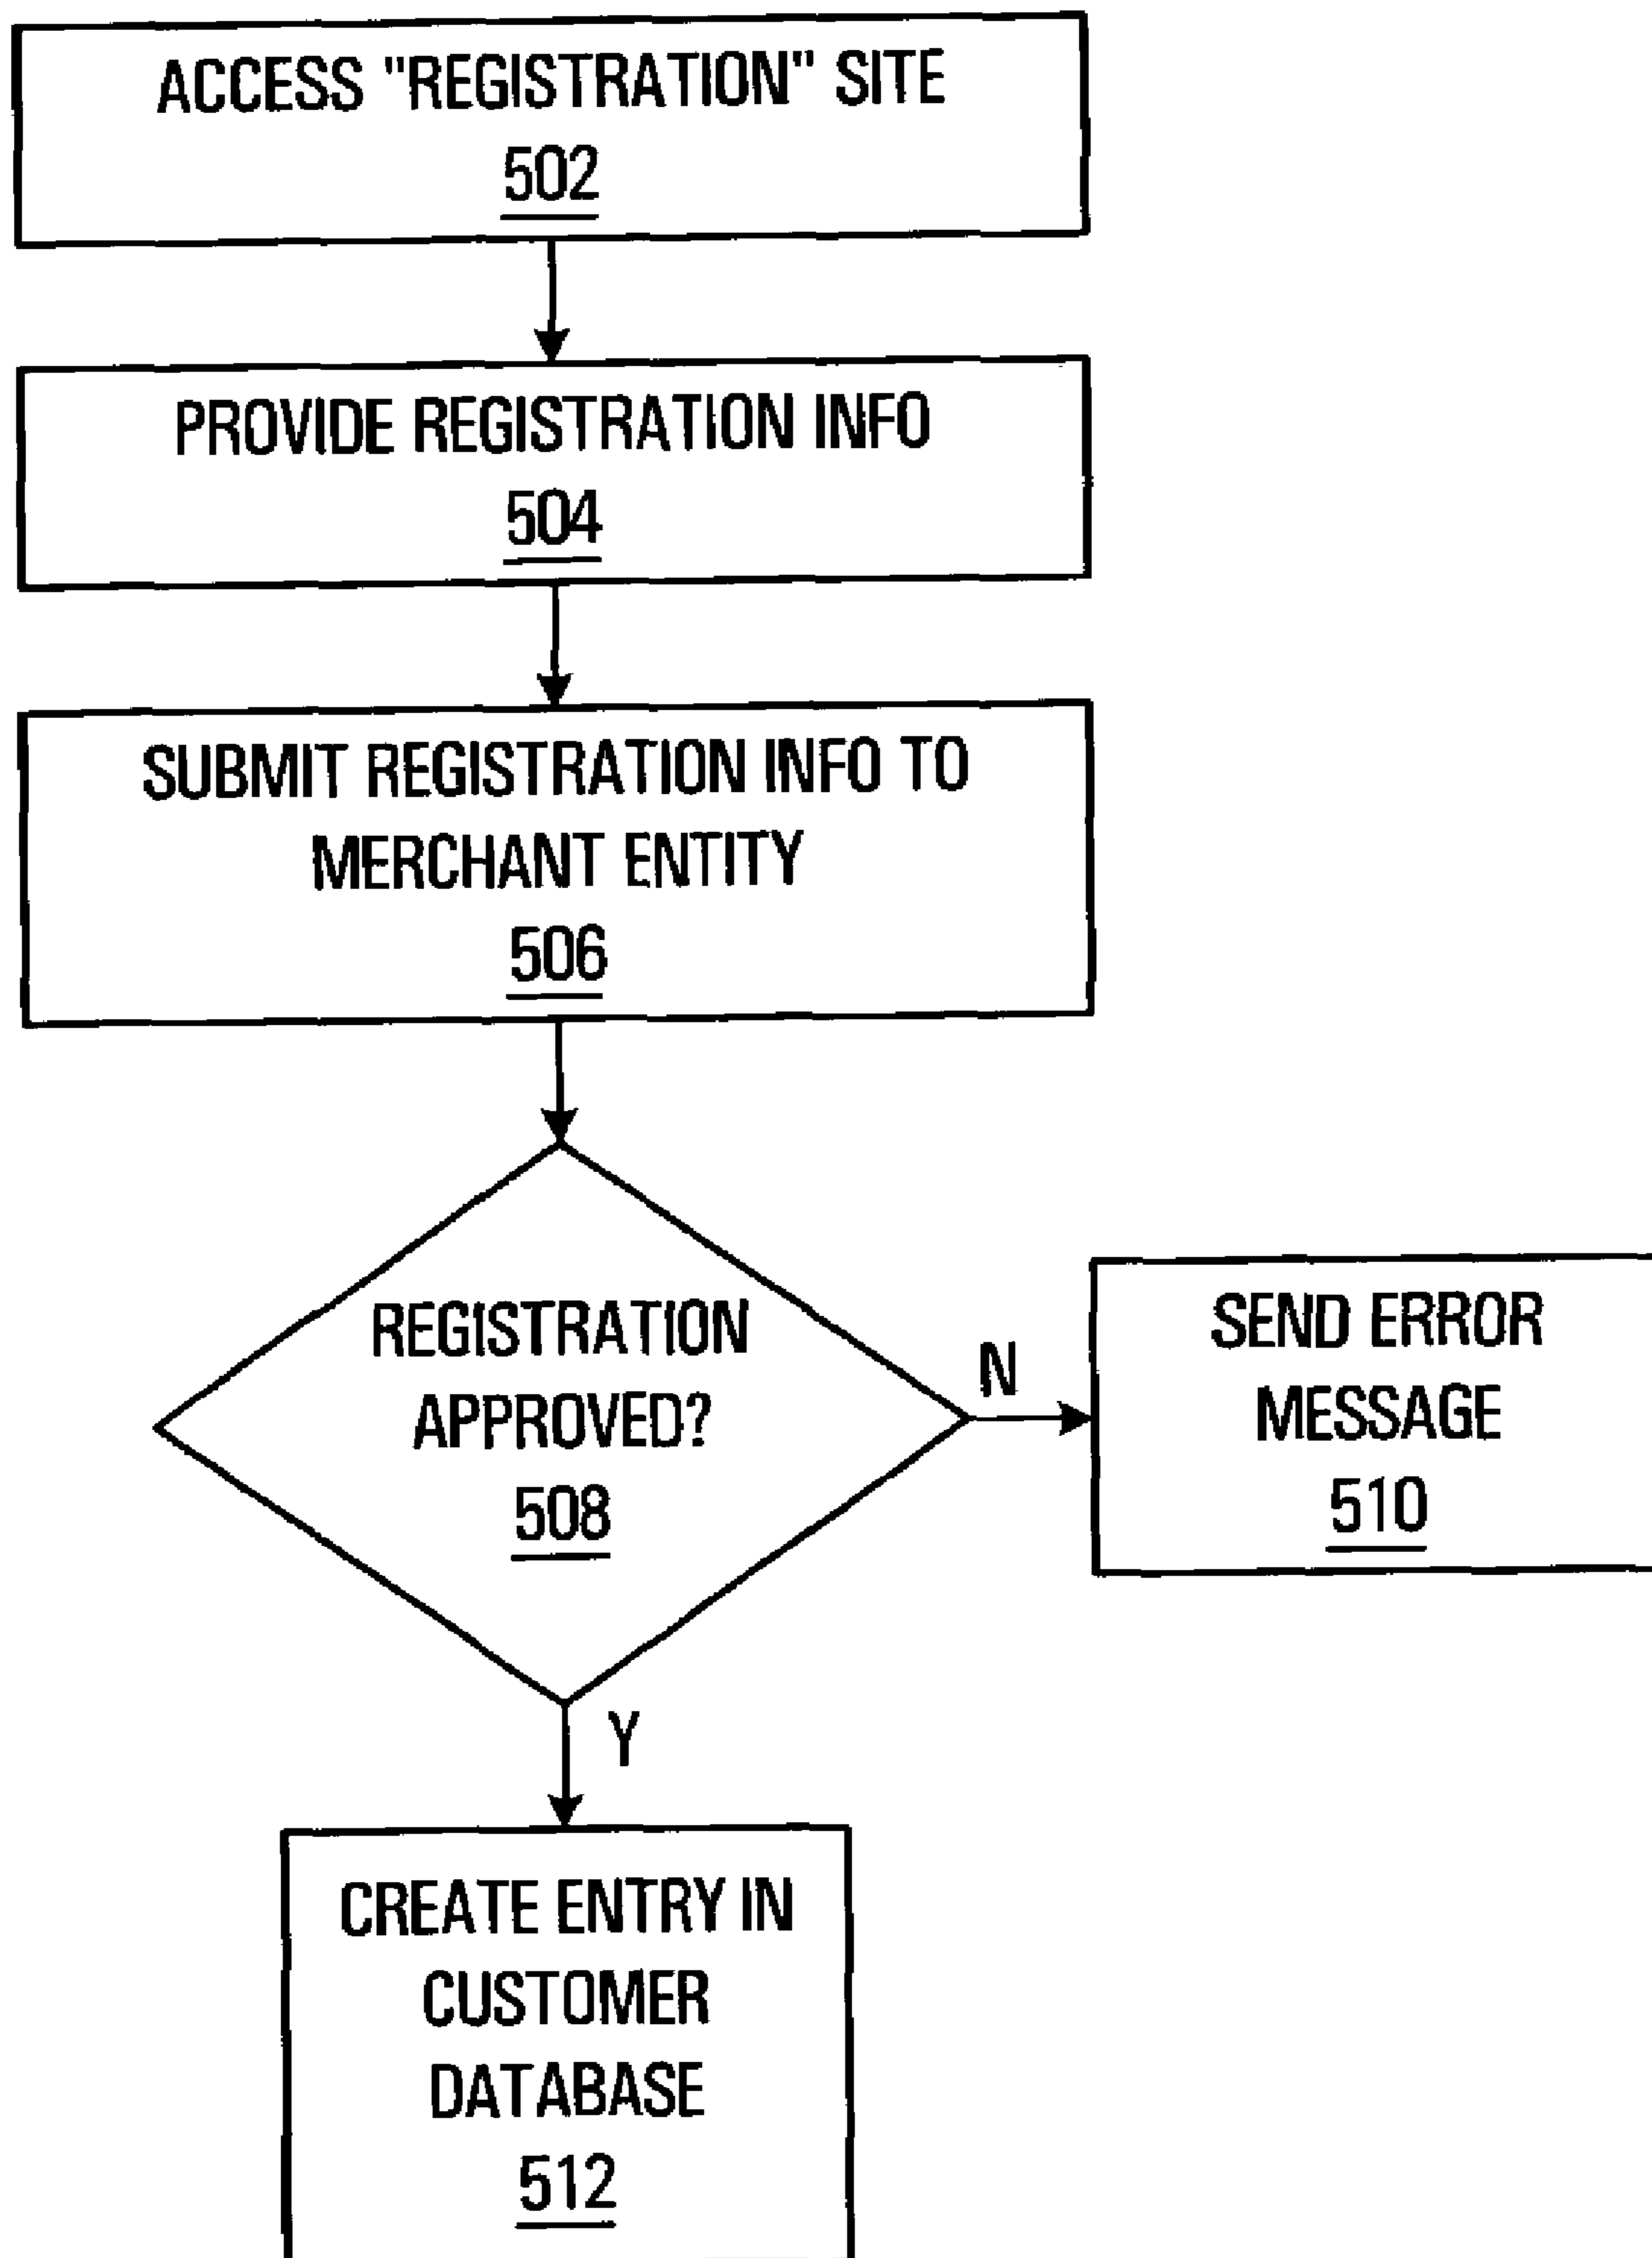 ACCESS "REGISTRATION" SITE
502
PROVIDE REGISTRATION INFO
504
SUBMIT REGISTRATION INFO TO
MERCHANT ENTITY
506
REGISTRATION
APPROVED?
508
N
SEND ERROR
MESSAGE
510
Y
CREATE ENTRY IN
CUSTOMER
DATABASE
512